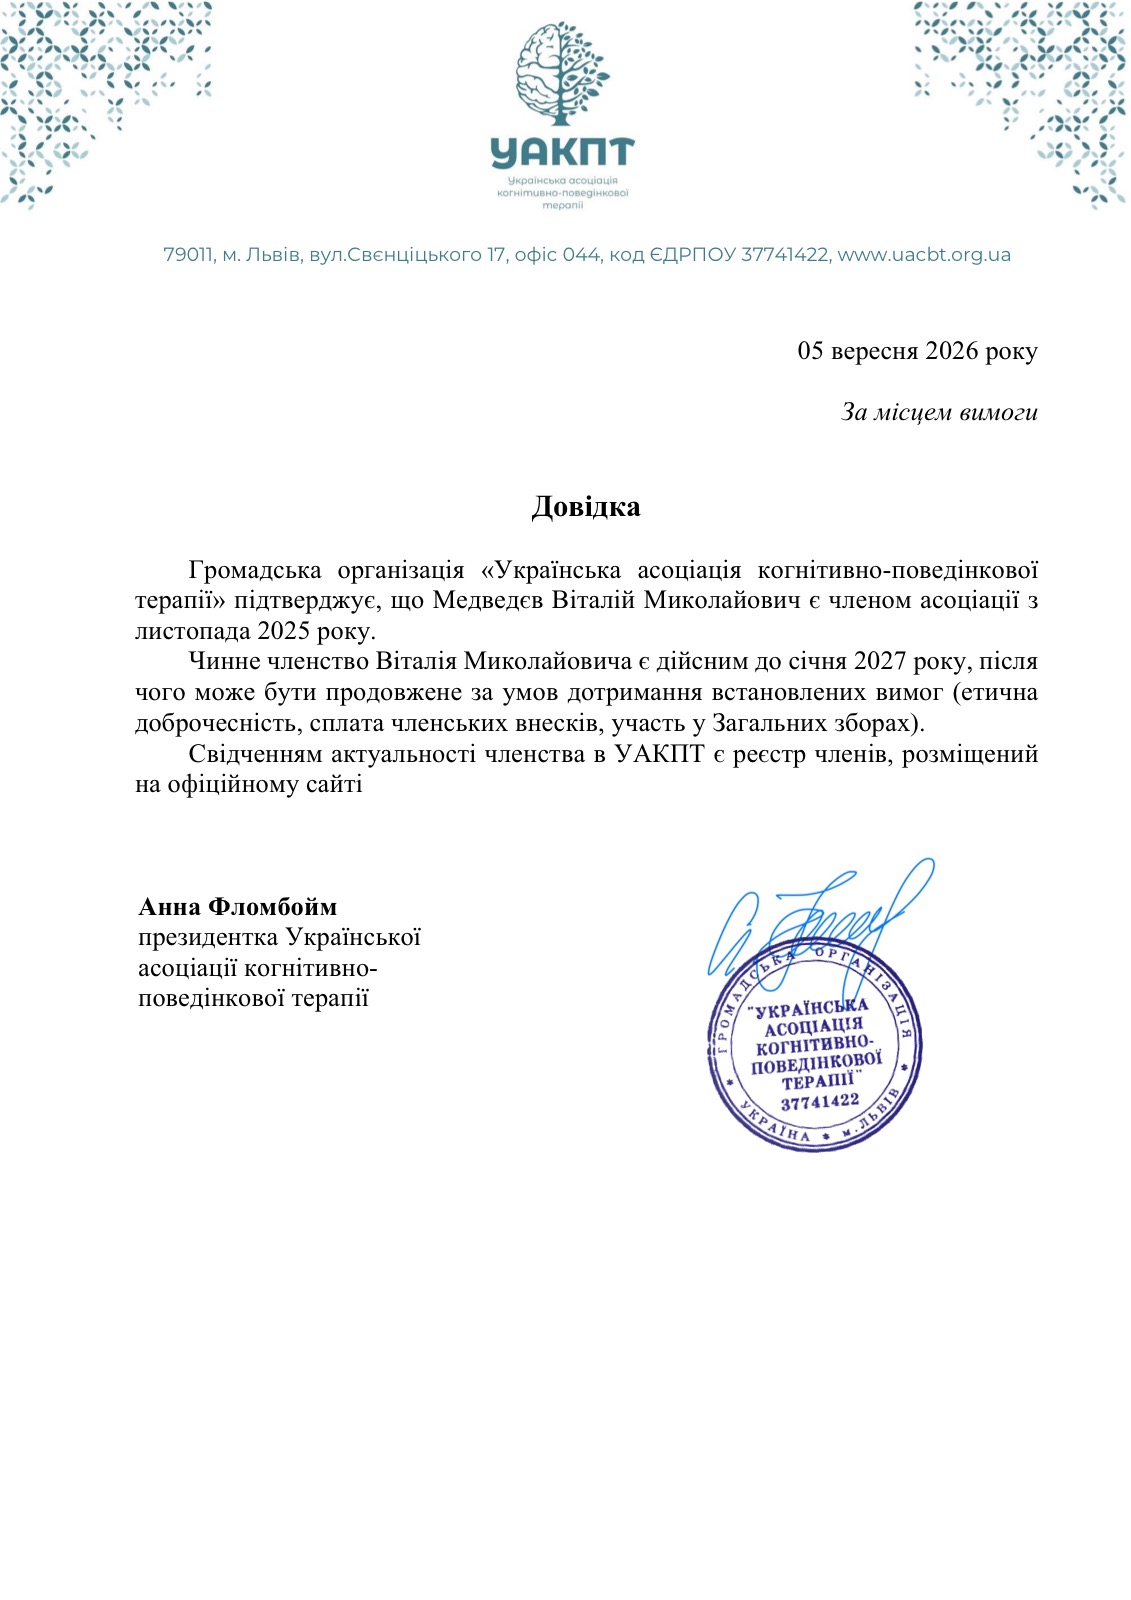 УАКПТ
Українська асоціація
когнітивно-поведінкової
терапії
79011, м. Львів, вул.Свєнціцького 17, офіс 044, код ЄДРПОУ 37741422, www.uacbt.org.ua
05 вересня 2026 року
За місцем вимоги
Довідка
Громадська організація «Українська асоціація когнітивно-поведінкової
терапії» підтверджує, що Медведєв Віталій Миколайович є членом асоціації з
листопада 2025 року.
Чинне членство Віталія Миколайовича є дійсним до січня 2027 року, після
чого може бути продовжене за умов дотримання встановлених вимог (етична
доброчесність, сплата членських внесків, участь у Загальних зборах).
Свідченням актуальності членства в УАКПТ є реєстр членів, розміщений
на офіційному сайті
Анна Фломбойм
президентка Української
асоціації когнітивно-
поведінкової терапії
ГРОМАДСЬКА ОРГАНІЗАЦІЯ
"УКРАЇНСЬКА
АСОЦІАЦІЯ
КОГНІТИВНО-
ПОВЕДІНКОВОЇ
ТЕРАПІЇ"
37741422
* УКРАЇНА * м.ЛЬВІВ *